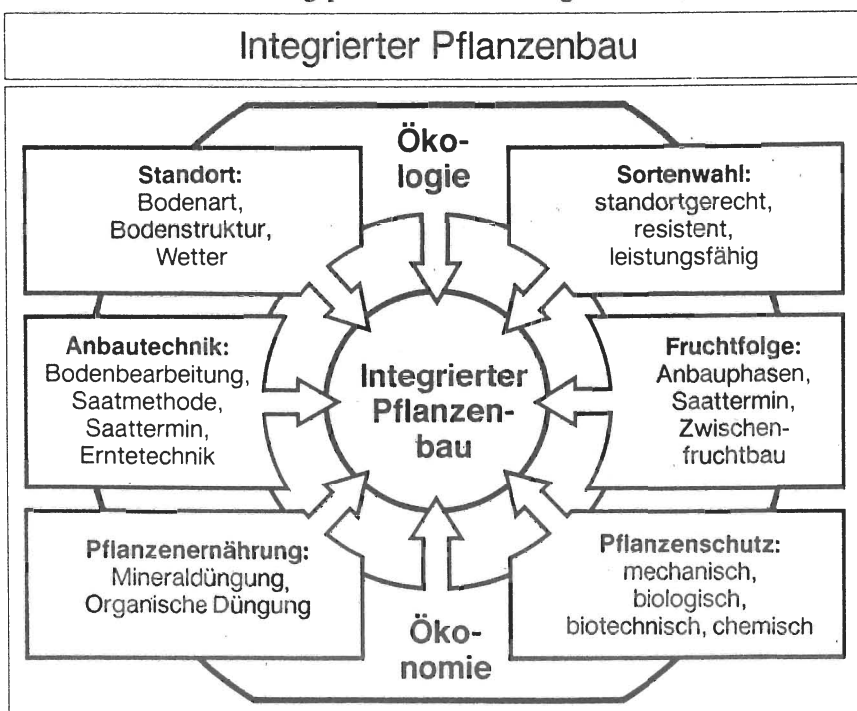 Integrierter Pflanzenbau
Öko-
logie
Standort:
Bodenart,
Bodenstruktur,
Wetter
Sortenwahl:
standortgerecht,
resistent,
leistungsfähig
Anbautechnik:
Bodenbearbeitung,
Saatmethode,
Saattermin,
Erntetechnik
Integrierter
Pflanzen-
bau
Fruchtfolge:
Anbauphasen,
Saattermin,
Zwischen-
fruchtbau
Pflanzenernährung:
Mineraldüngung,
Organische Düngung
Pflanzenschutz:
mechanisch,
biologisch,
biotechnisch, chemisch
Öko-
nomie